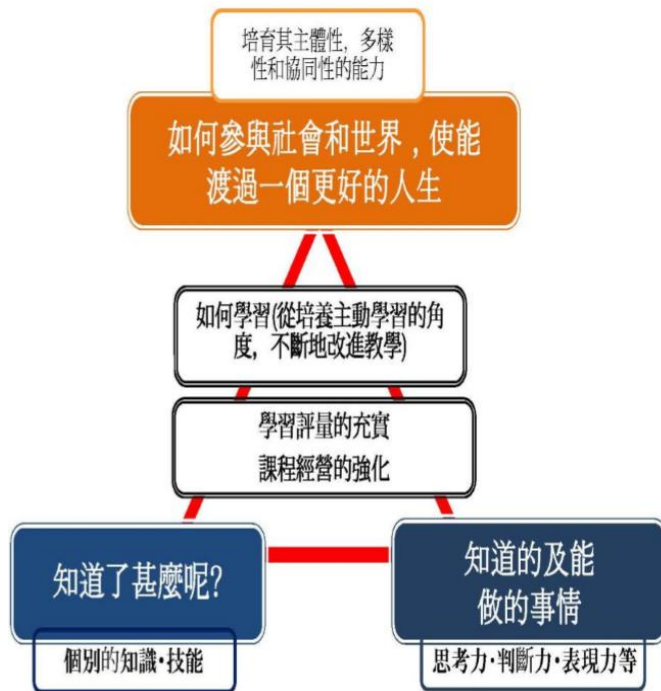 培育其主體性，多樣
性和協同性的能力
如何參與社會和世界，使能
渡過一個更好的人生
如何學習(從培養主動學習的角
度，不斷地改進教學)
學習評量的充實
課程經營的強化
知道了甚麼呢?
個別的知識‧技能
知道的及能
做的事情
思考力‧判斷力‧表現力等